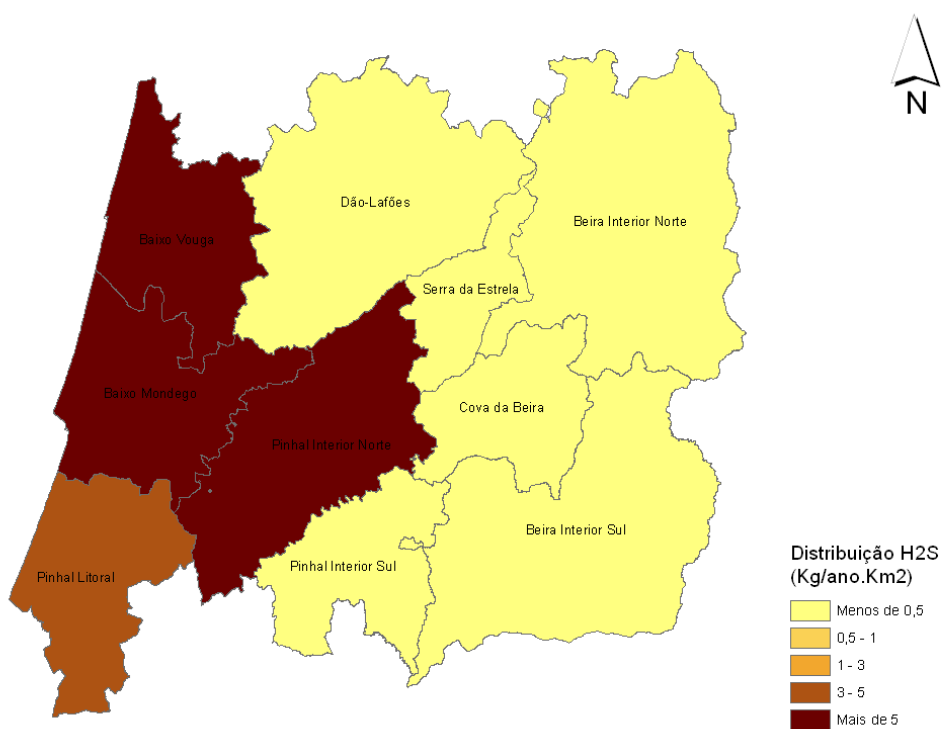 N
Dão-Lafões
Beira Interior Norte
Baixo Vouga
Serra da Estrela
Baixo Mondego
Cova da Beira
Pinhal Interior Norte
Beira Interior Sul
Pinhal Interior Sul
Pinhal Litoral
Distribuição H2S
(Kg/ano.Km2)
Menos de 0,5
0,5 - 1
1 - 3
3 - 5
Mais de 5